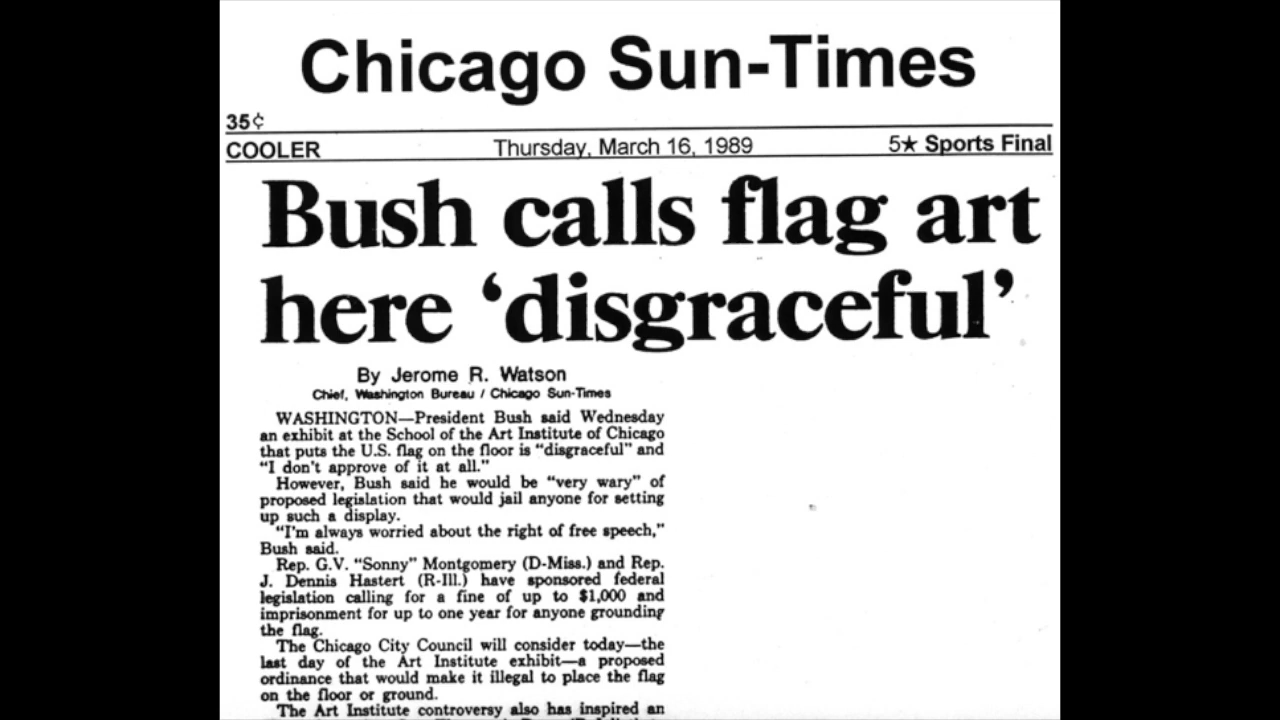 Chicago Sun-Times
35¢
COOLER Thursday, March 16, 1989 5★ Sports Final
Bush calls flag art
here ‘disgraceful’
By Jerome R. Watson
Chief, Washington Bureau / Chicago Sun-Times
WASHINGTON—President Bush said Wednesday
an exhibit at the School of the Art Institute of Chicago
that puts the U.S. flag on the floor is “disgraceful” and
“I don't approve of it at all.”
However, Bush said he would be “very wary” of
proposed legislation that would jail anyone for setting
up such a display.
“I'm always worried about the right of free speech,”
Bush said.
Rep. G.V. “Sonny” Montgomery (D-Miss.) and Rep.
J. Dennis Hastert (R-Ill.) have sponsored federal
legislation calling for a fine of up to $1,000 and
imprisonment for up to one year for anyone grounding
the flag.
The Chicago City Council will consider today—the
last day of the Art Institute exhibit—a proposed
ordinance that would make it illegal to place the flag
on the floor or ground.
The Art Institute controversy also has inspired an